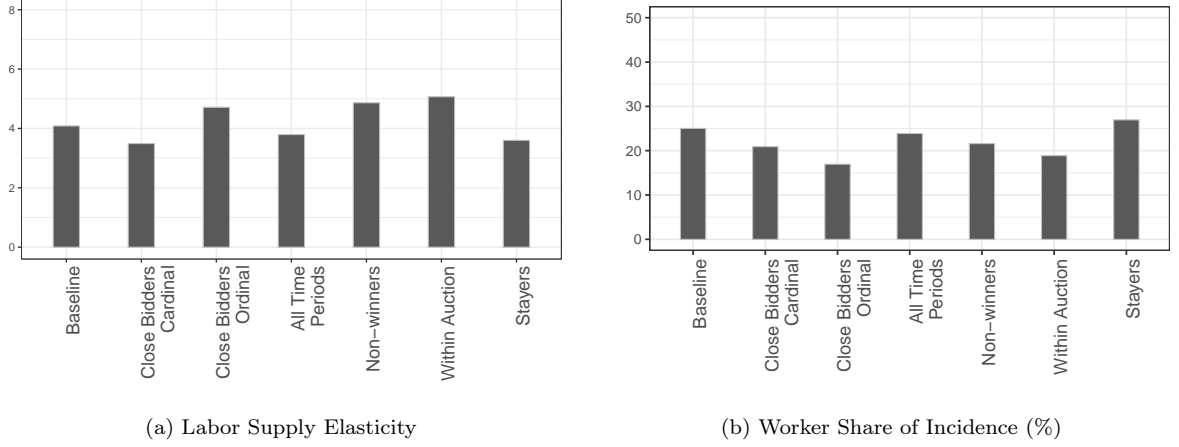 8
6
4
2
0
Baseline
Close Bidders
Cardinal
Close Bidders
Ordinal
All Time
Periods
Non−winners
Within Auction
Stayers
(a) Labor Supply Elasticity
50
40
30
20
10
0
Baseline
Close Bidders
Cardinal
Close Bidders
Ordinal
All Time
Periods
Non−winners
Within Auction
Stayers
(b) Worker Share of Incidence (%)